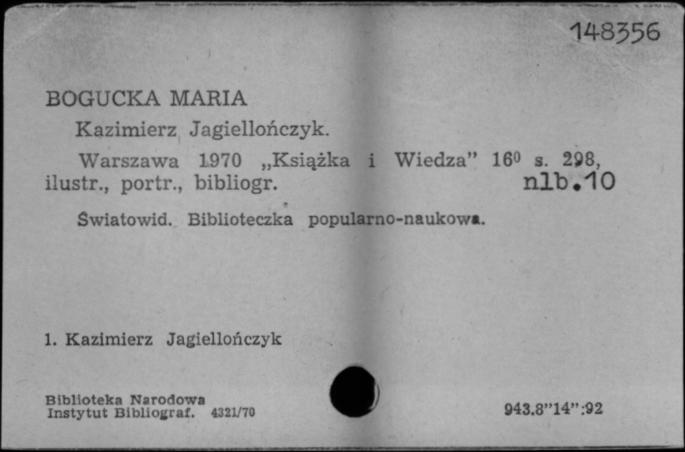 148356
BOGUCKA MARIA
Kazimierz Jagiellończyk.
Warszawa 1970 „Książka i Wiedza” 16⁰ s. 298,
ilustr., portr., bibliogr. nlb.10
Światowid. Biblioteczka popularno-naukowa.
1. Kazimierz Jagiellończyk
Biblioteka Narodowa
Instytut Bibliograf. 4321/70 943.8”14”:92